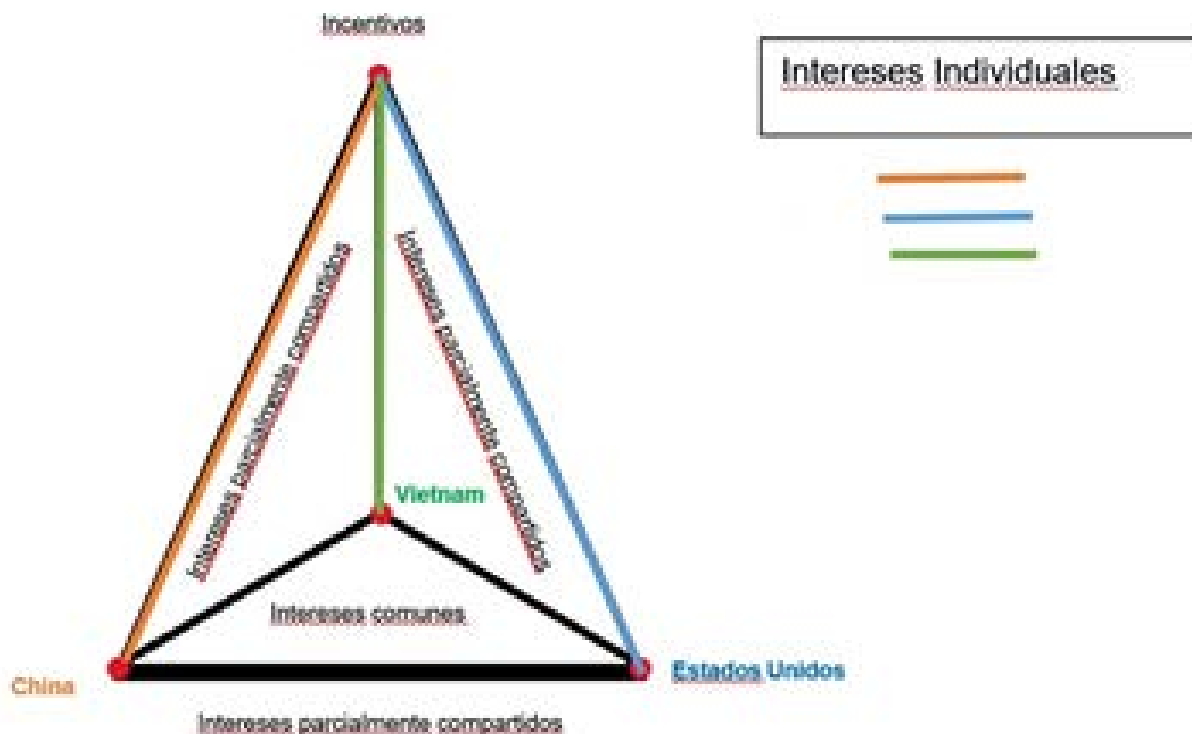 Incentivos
Intereses Individuales
Intereses parcialmente compartidos
Intereses parcialmente compartidos
Vietnam
Intereses comunes
China
Estados Unidos
Intereses parcialmente compartidos